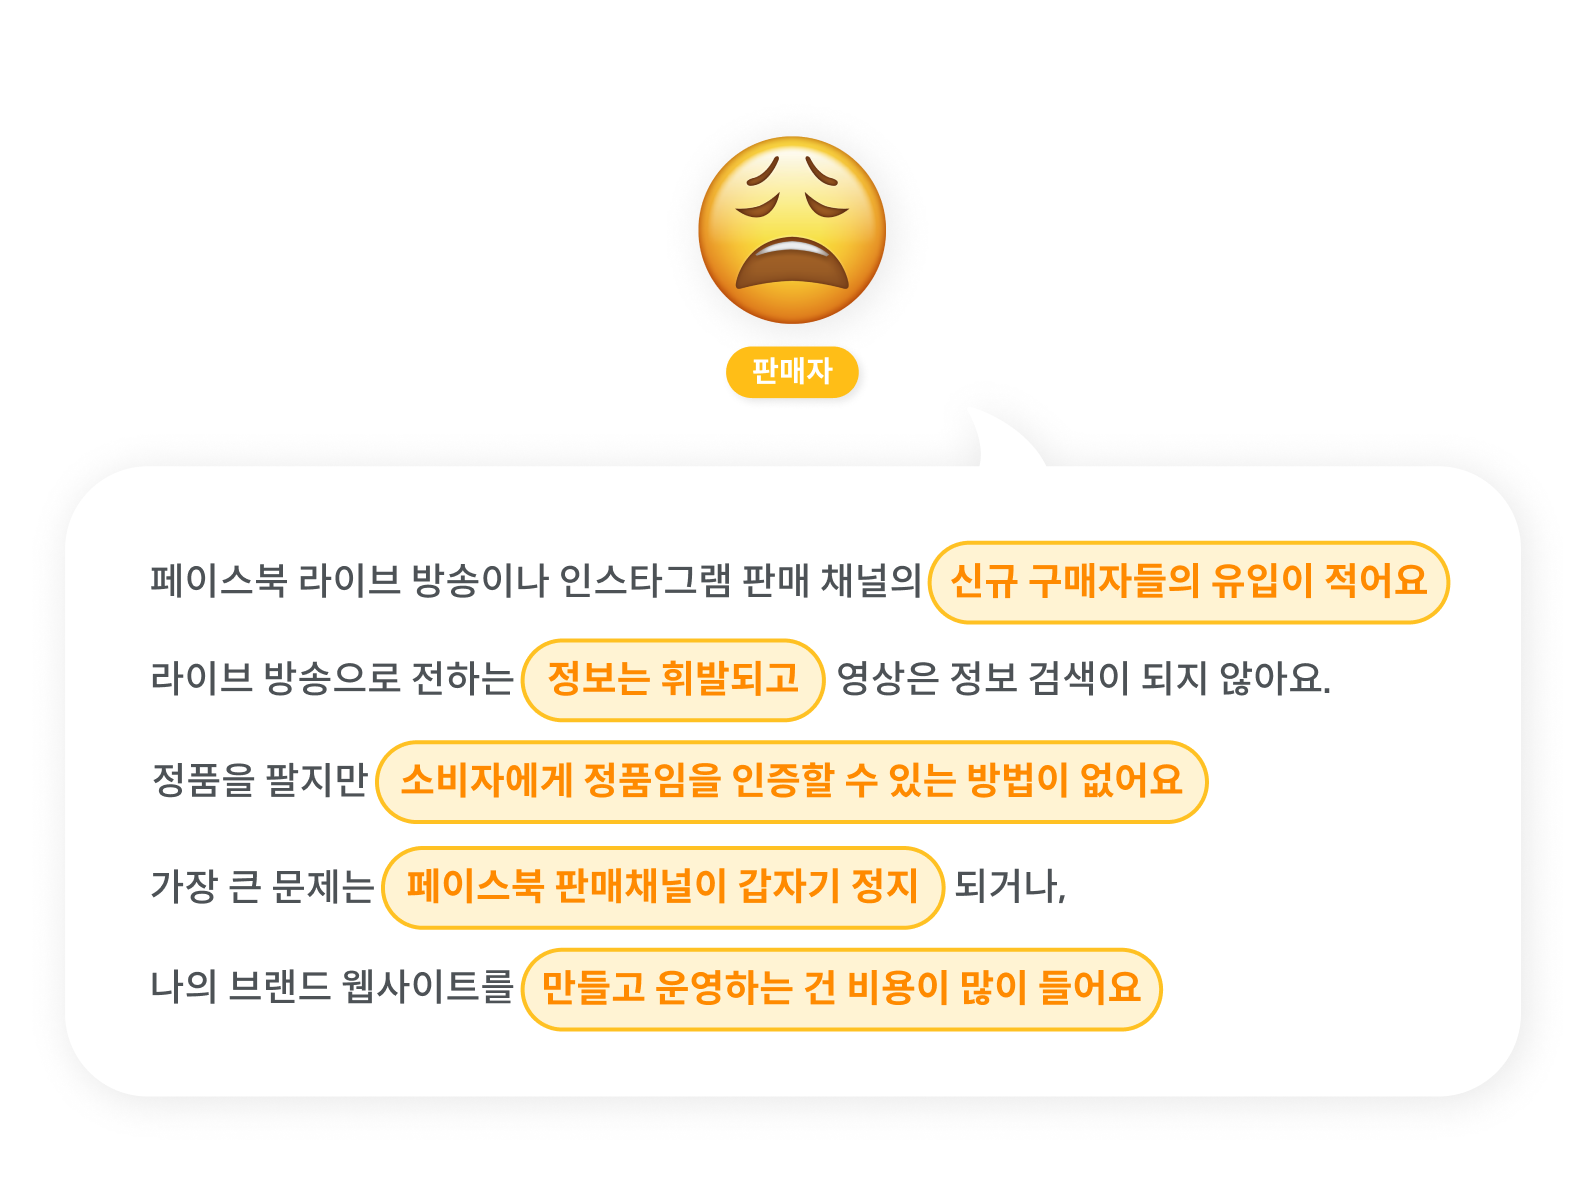 판매자
페이스북 라이브 방송이나 인스타그램 판매 채널의 신규 구매자들의 유입이 적어요
라이브 방송으로 전하는 정보는 휘발되고 영상은 정보 검색이 되지 않아요.
정품을 팔지만 소비자에게 정품임을 인증할 수 있는 방법이 없어요
가장 큰 문제는 페이스북 판매채널이 갑자기 정지 되거나,
나의 브랜드 웹사이트를 만들고 운영하는 건 비용이 많이 들어요